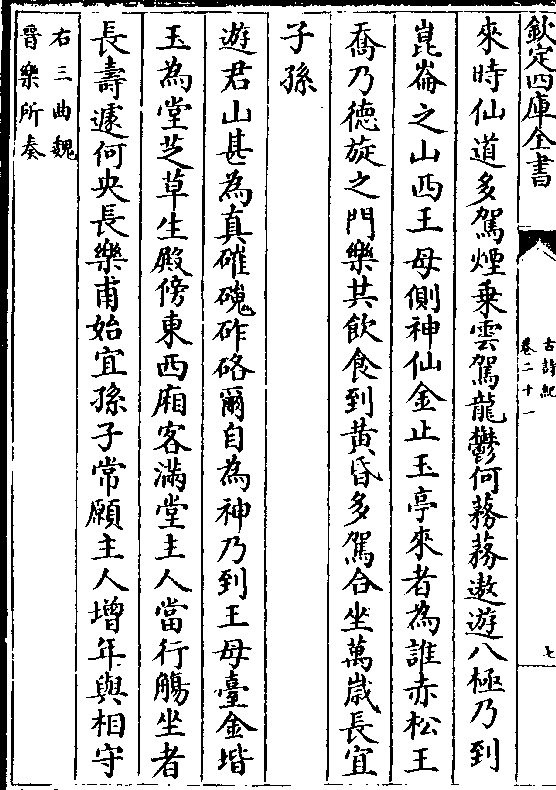 欽定四庫全書
古詩紀
卷二十一
七
來時仙道多駕煙乗雲駕龍鬱何蓩蓩遨遊八極乃到
崑崙之山西王母側神仙金止玉亭來者為誰赤松王
喬乃徳旋之門樂共飲食到黄昏多駕合坐萬嵗長宜
子孫
遊君山甚為真磪磈砟硌爾自為神乃到王母臺金堦
玉為堂芝草生殿傍東西廂客滿堂主人當行觴坐者
長壽遽何央長樂甫始宜孫子常願主人增年與相守
右三曲魏
晉樂所奏